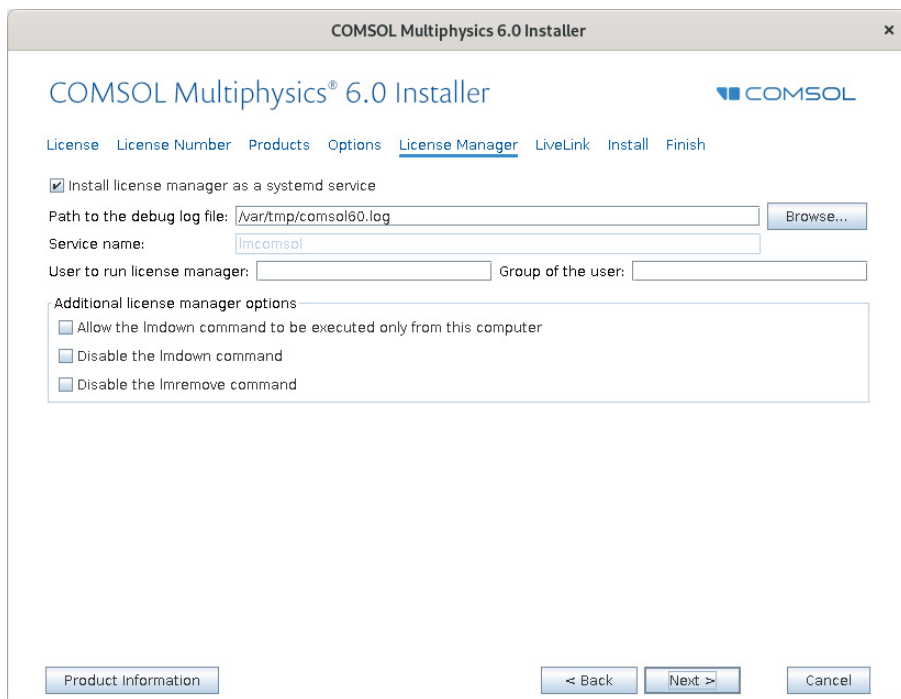 COMSOL Multiphysics 6.0 Installer ×
COMSOL Multiphysics® 6.0 Installer COMSOL
License License Number Products Options License Manager LiveLink Install Finish
Install license manager as a systemd service
Path to the debug log file: /var/tmp/comsol60.log Browse...
Service name: lmcomsol
User to run license manager: Group of the user:
Additional license manager options
Allow the lmdown command to be executed only from this computer
Disable the lmdown command
Disable the lmremove command
Product Information < Back Next > Cancel